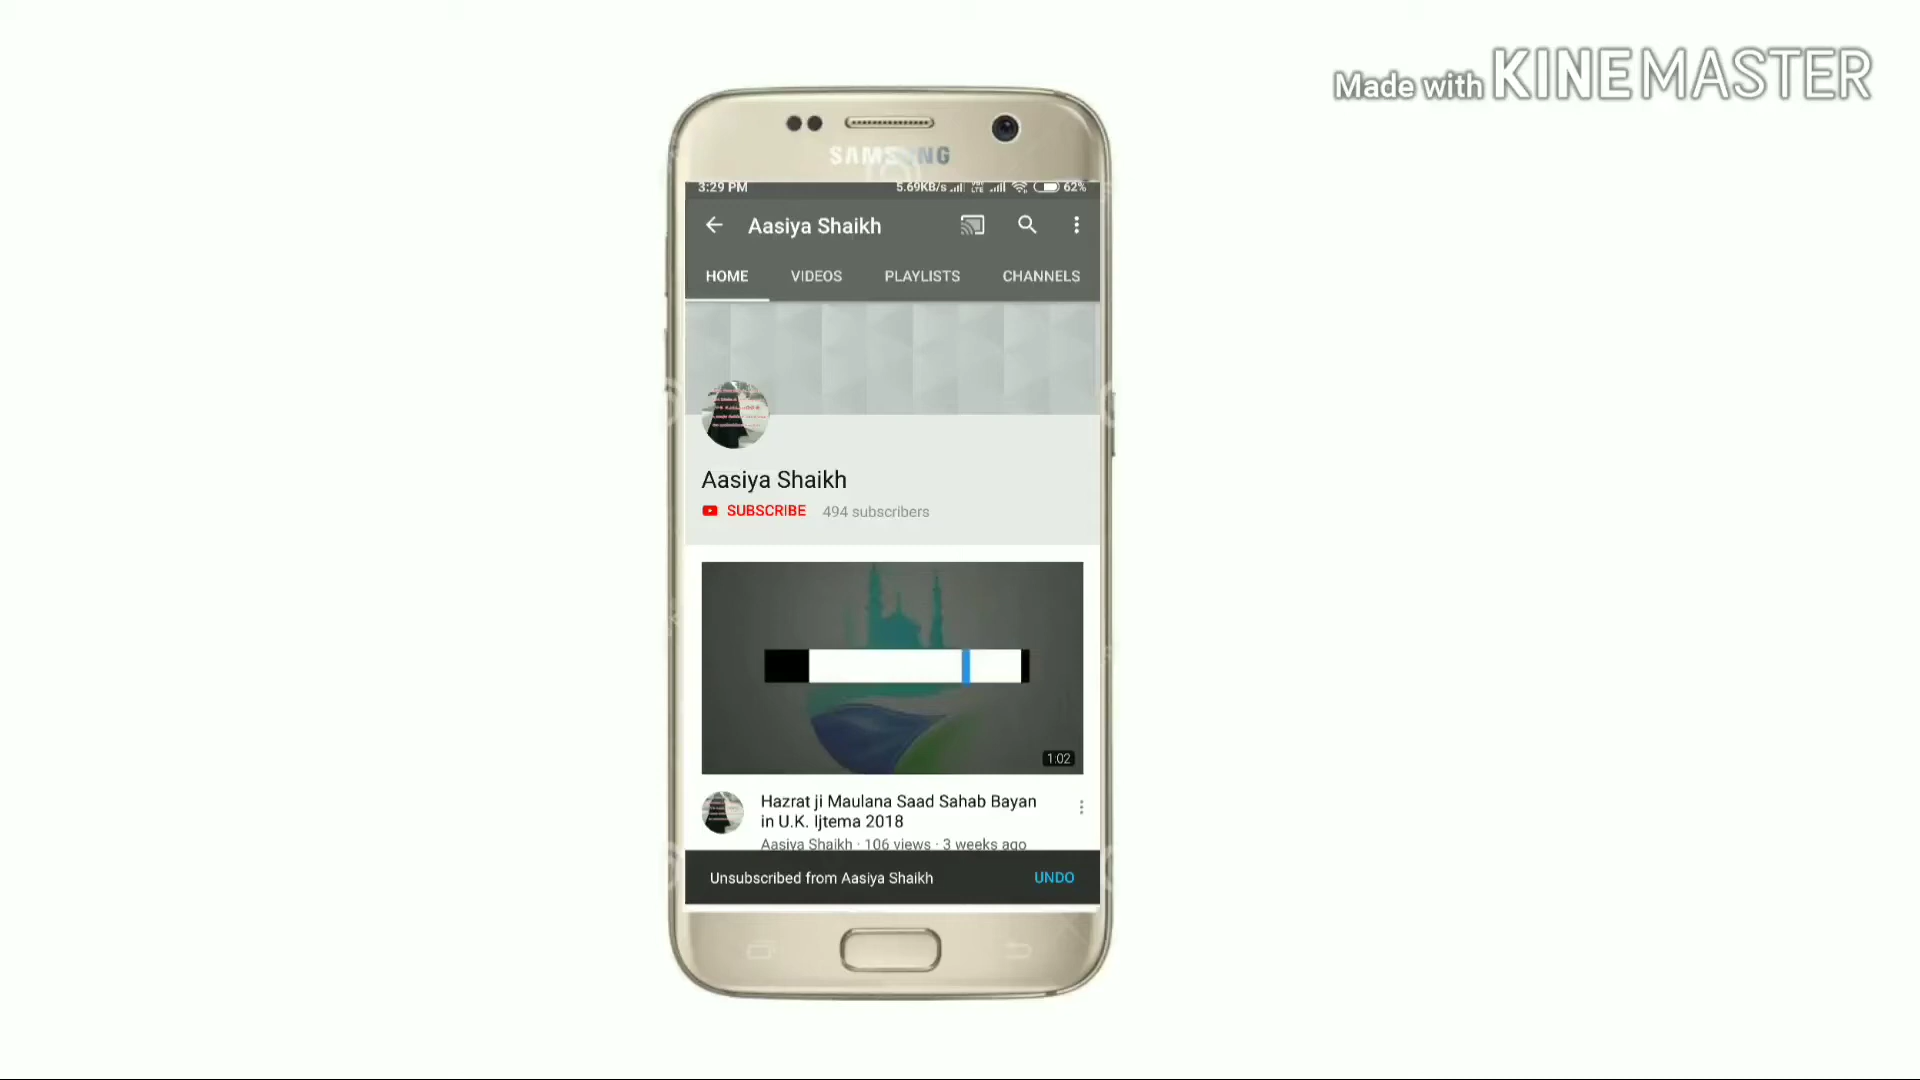 Made with KINEMASTER
SAMSUNG
3:29 PM 5.69KB/s VoLTE 62%
Aasiya Shaikh
HOME VIDEOS PLAYLISTS CHANNELS
Aasiya Shaikh
SUBSCRIBE 494 subscribers
1:02
Hazrat ji Maulana Saad Sahab Bayan
in U.K. Ijtema 2018
Aasiya Shaikh · 106 views · 3 weeks ago
Unsubscribed from Aasiya Shaikh UNDO